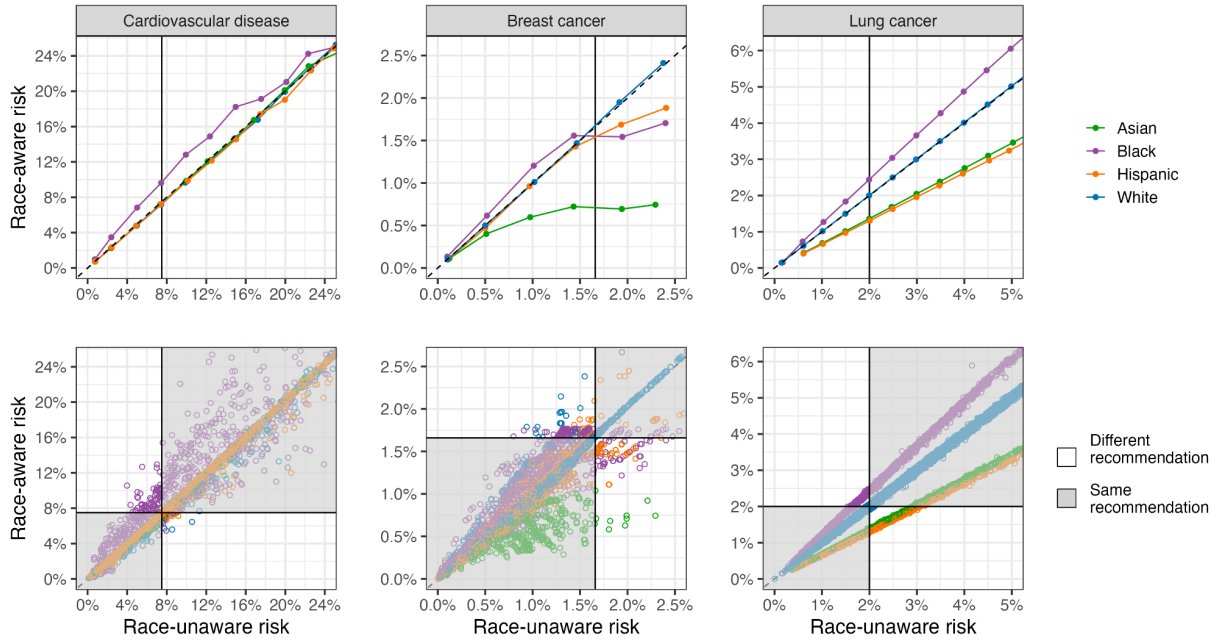 Cardiovascular disease
Breast cancer
Lung cancer
Race-aware risk
24%
20%
16%
12%
8%
4%
0%
0% 4% 8% 12% 16% 20% 24%
2.5%
2.0%
1.5%
1.0%
0.5%
0.0%
0.0% 0.5% 1.0% 1.5% 2.0% 2.5%
6%
5%
4%
3%
2%
1%
0%
0% 1% 2% 3% 4% 5%
Asian
Black
Hispanic
White
Race-aware risk
24%
20%
16%
12%
8%
4%
0%
0% 4% 8% 12% 16% 20% 24%
Race-unaware risk
2.5%
2.0%
1.5%
1.0%
0.5%
0.0%
0.0% 0.5% 1.0% 1.5% 2.0% 2.5%
Race-unaware risk
6%
5%
4%
3%
2%
1%
0%
0% 1% 2% 3% 4% 5%
Race-unaware risk
Different
recommendation
Same
recommendation